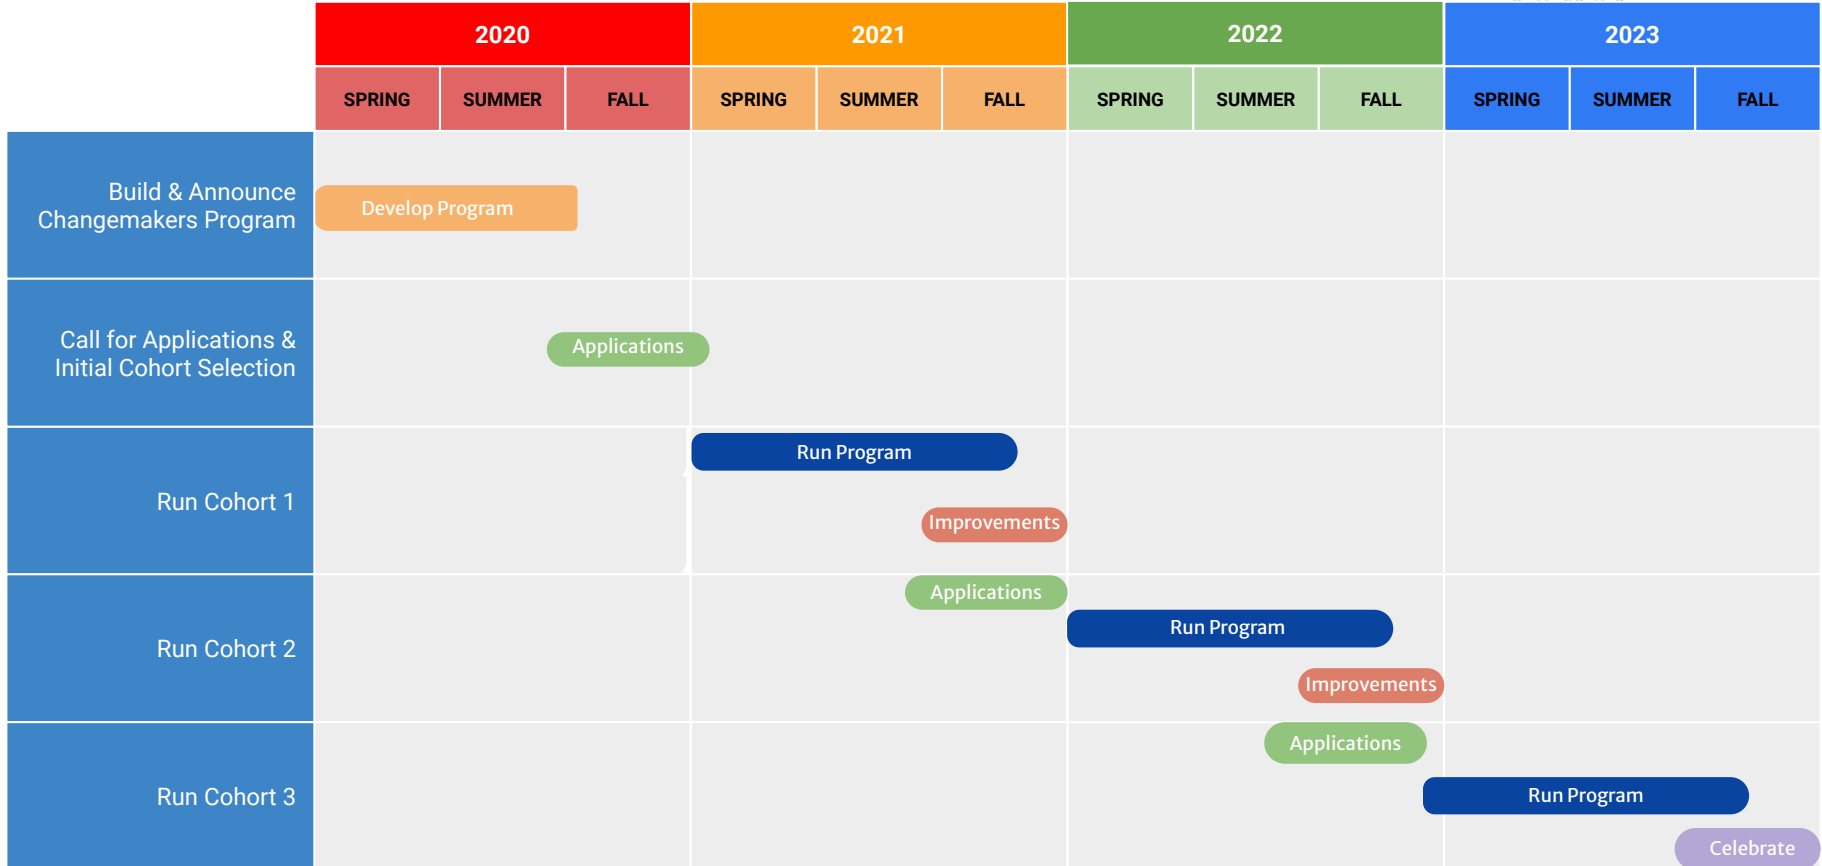 2020
2021
2022
2023
SPRING
SUMMER
FALL
SPRING
SUMMER
FALL
SPRING
SUMMER
FALL
SPRING
SUMMER
FALL
Build & Announce
Changemakers Program
Develop Program
Call for Applications &
Initial Cohort Selection
Applications
Run Cohort 1
Run Program
Improvements
Run Cohort 2
Applications
Run Program
Improvements
Run Cohort 3
Applications
Run Program
Celebrate